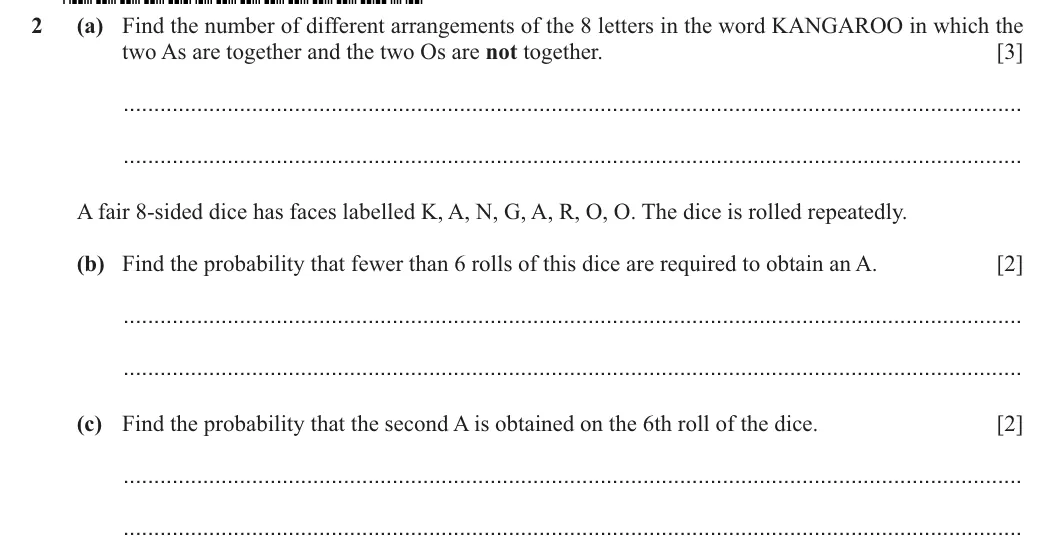 2 (a) Find the number of different arrangements of the 8 letters in the word KANGAROO in which the
two As are together and the two Os are not together. [3]
A fair 8-sided dice has faces labelled K, A, N, G, A, R, O, O. The dice is rolled repeatedly.
(b) Find the probability that fewer than 6 rolls of this dice are required to obtain an A. [2]
(c) Find the probability that the second A is obtained on the 6th roll of the dice. [2]